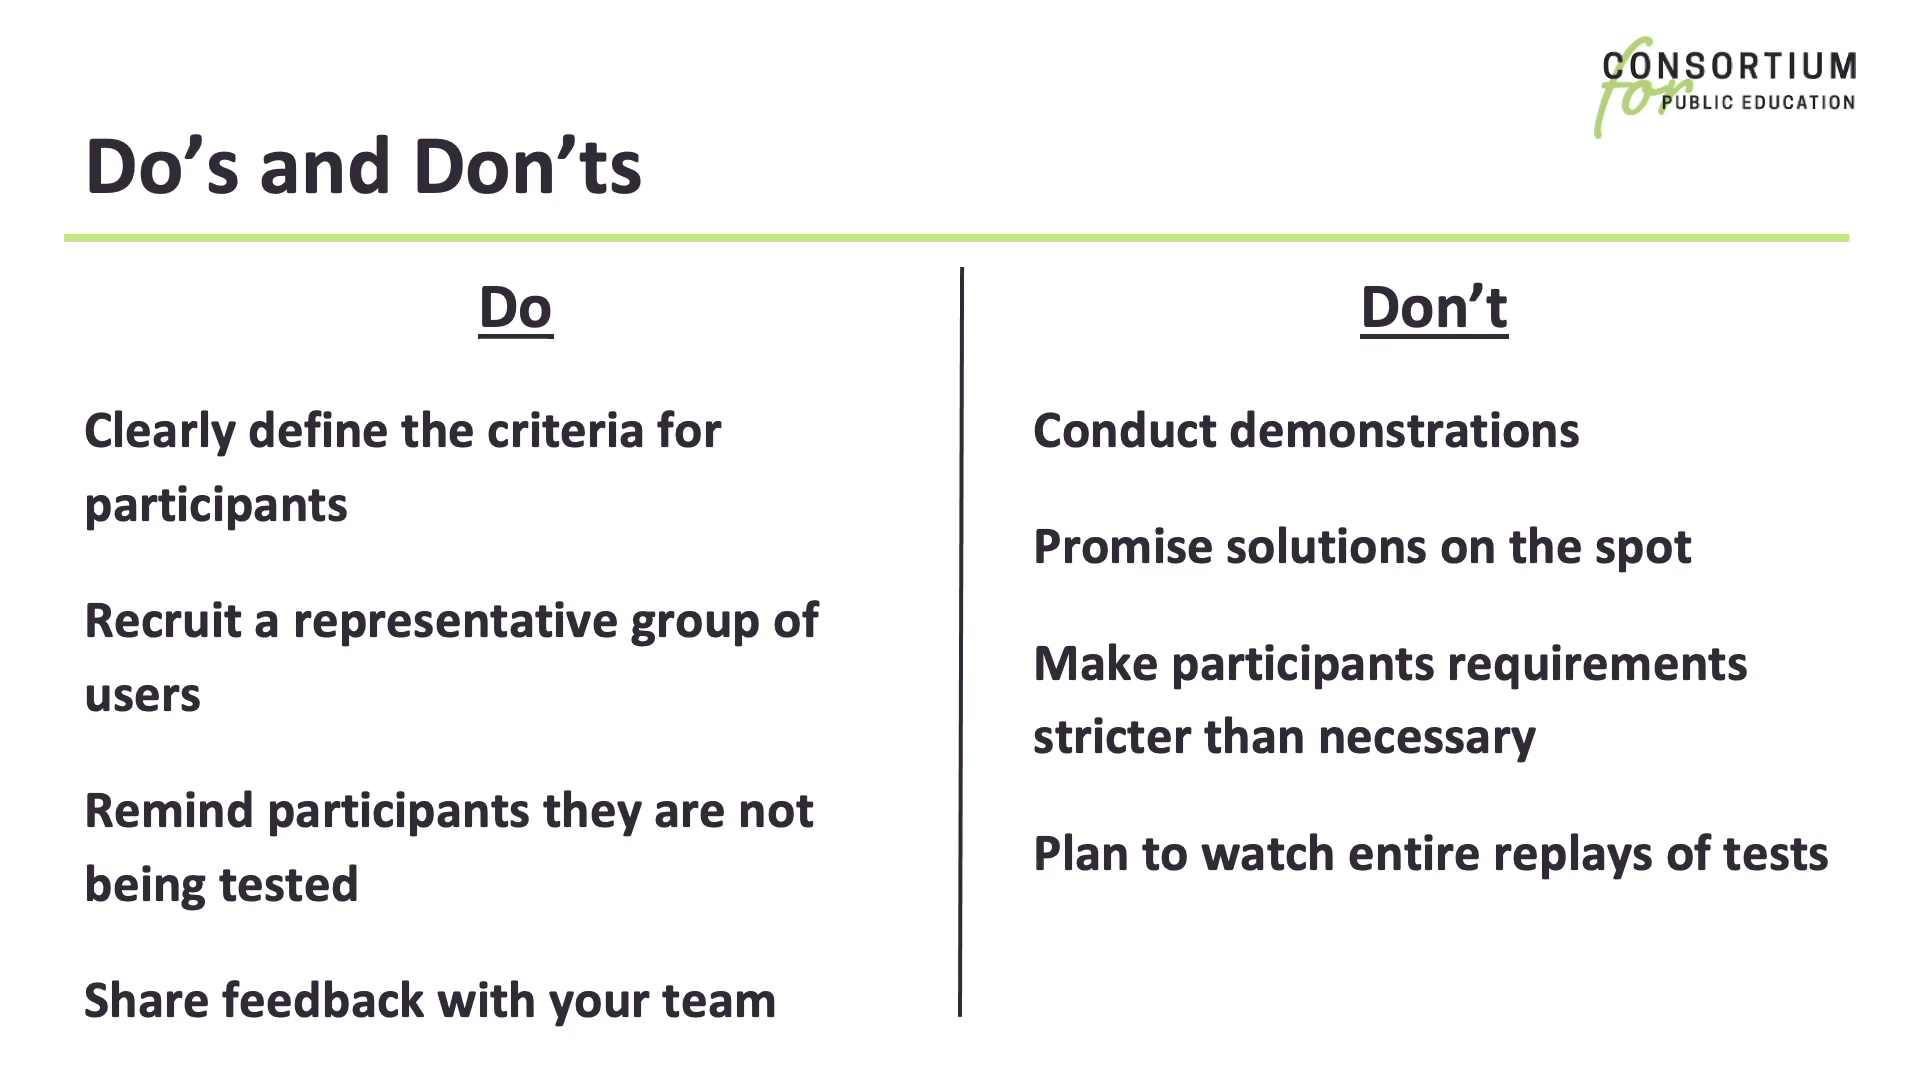 CONSORTIUM
for PUBLIC EDUCATION
Do’s and Don’ts
Do
Clearly define the criteria for
participants
Recruit a representative group of
users
Remind participants they are not
being tested
Share feedback with your team
Don’t
Conduct demonstrations
Promise solutions on the spot
Make participants requirements
stricter than necessary
Plan to watch entire replays of tests